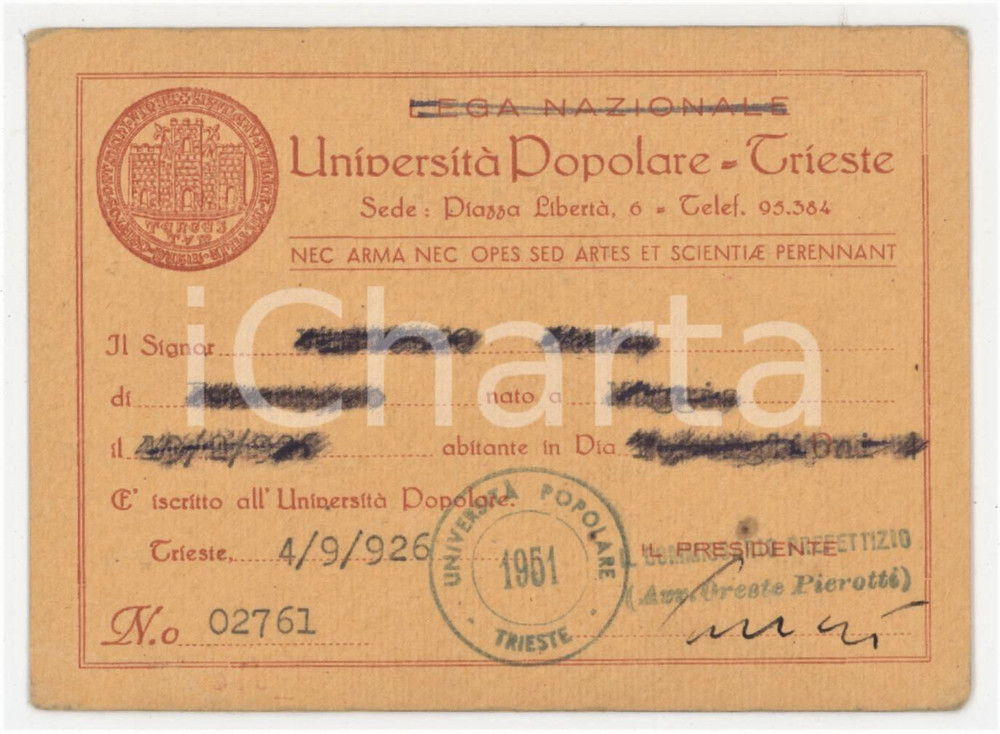 LEGA NAZIONALE
Università Popolare - Trieste
Sede: Piazza Libertà, 6 - Telef. 95.384
NEC ARMA NEC OPES SED ARTES ET SCIENTIÆ PERENNANT
Il Signor
di nato a
il abitante in Via
E' iscritto all'Università Popolare.
Trieste, 4/9/926
IL PRESIDENTE
IL COMMISSARIO PREFETTIZIO
(Avv. Oreste Pierotti)
N.o 02761
UNIVERSITÀ POPOLARE
1951
TRIESTE
iCharta